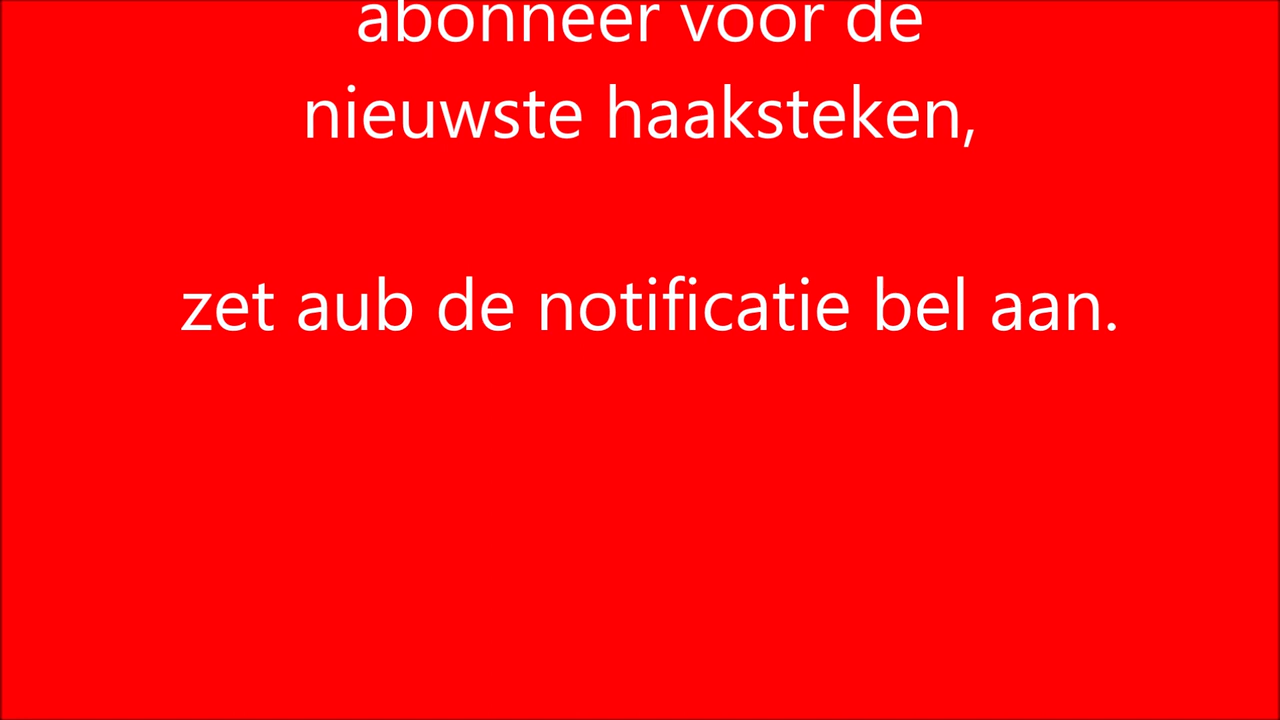 abonneer voor de
nieuwste haaksteken,
zet aub de notificatie bel aan.